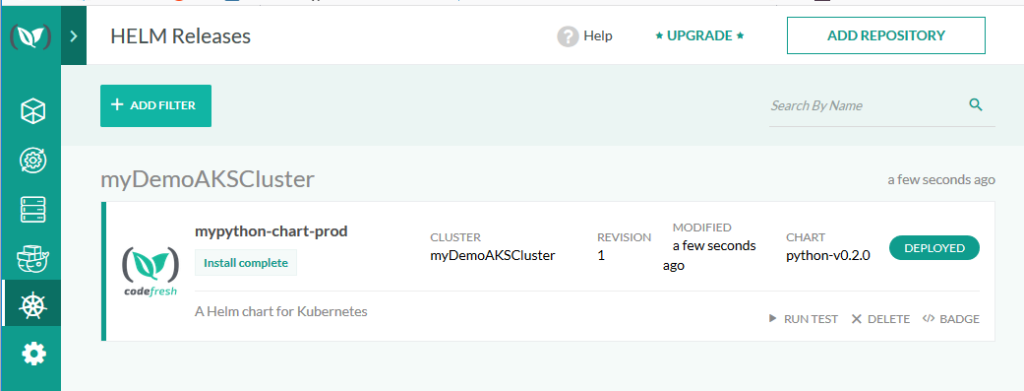 HELM Releases
? Help
★ UPGRADE ★
ADD REPOSITORY
+ ADD FILTER
Search By Name
myDemoAKSCluster
a few seconds ago
mypython-chart-prod
Install complete
CLUSTER
myDemoAKSCluster
REVISION
1
MODIFIED
a few seconds
ago
CHART
python-v0.2.0
DEPLOYED
codefresh
A Helm chart for Kubernetes
RUN TEST
DELETE
</> BADGE